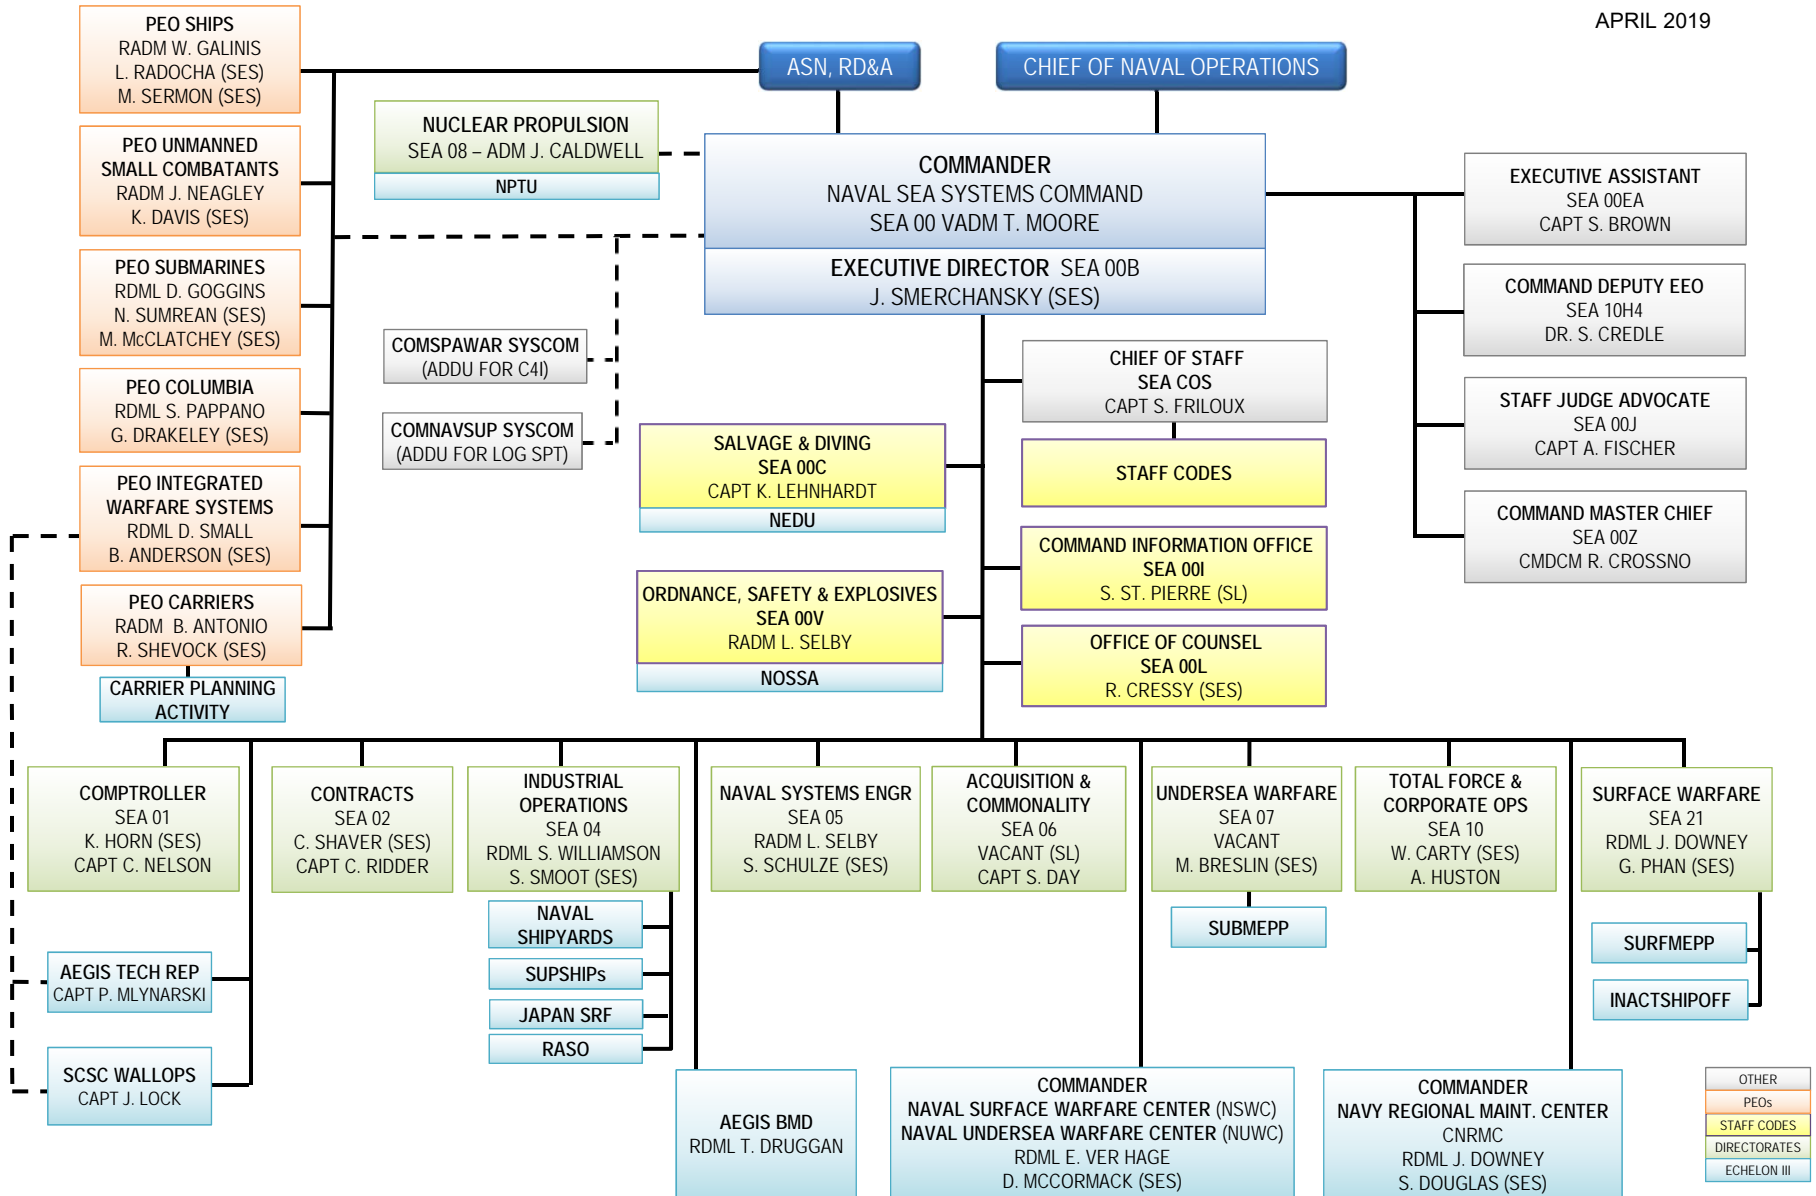 APRIL 2019
PEO SHIPS
RADM W. GALINIS
L. RADOCHA (SES)
M. SERMON (SES)
ASN, RD&A
CHIEF OF NAVAL OPERATIONS
NUCLEAR PROPULSION
SEA 08 – ADM J. CALDWELL
NPTU
PEO UNMANNED
SMALL COMBATANTS
RADM J. NEAGLEY
K. DAVIS (SES)
COMMANDER
NAVAL SEA SYSTEMS COMMAND
SEA 00 VADM T. MOORE
EXECUTIVE DIRECTOR SEA 00B
J. SMERCHANSKY (SES)
EXECUTIVE ASSISTANT
SEA 00EA
CAPT S. BROWN
COMMAND DEPUTY EEO
SEA 10H4
DR. S. CREDLE
STAFF JUDGE ADVOCATE
SEA 00J
CAPT A. FISCHER
COMMAND MASTER CHIEF
SEA 00Z
CMDCM R. CROSSNO
PEO SUBMARINES
RDML D. GOGGINS
N. SUMREAN (SES)
M. McCLATCHEY (SES)
PEO COLUMBIA
RDML S. PAPPANO
G. DRAKELEY (SES)
PEO INTEGRATED
WARFARE SYSTEMS
RDML D. SMALL
B. ANDERSON (SES)
PEO CARRIERS
RADM B. ANTONIO
R. SHEVOCK (SES)
CARRIER PLANNING
ACTIVITY
COMSPAWAR SYSCOM
(ADDU FOR C4I)
COMNAVSUP SYSCOM
(ADDU FOR LOG SPT)
CHIEF OF STAFF
SEA COS
CAPT S. FRILOUX
STAFF CODES
SALVAGE & DIVING
SEA 00C
CAPT K. LEHNHARDT
NEDU
COMMAND INFORMATION OFFICE
SEA 00I
S. ST. PIERRE (SL)
ORDNANCE, SAFETY & EXPLOSIVES
SEA 00V
RADM L. SELBY
NOSSA
OFFICE OF COUNSEL
SEA 00L
R. CRESSY (SES)
COMPTROLLER
SEA 01
K. HORN (SES)
CAPT C. NELSON
CONTRACTS
SEA 02
C. SHAVER (SES)
CAPT C. RIDDER
INDUSTRIAL
OPERATIONS
SEA 04
RDML S. WILLIAMSON
S. SMOOT (SES)
NAVAL SYSTEMS ENGR
SEA 05
RADM L. SELBY
S. SCHULZE (SES)
ACQUISITION &
COMMONALITY
SEA 06
VACANT (SL)
CAPT S. DAY
UNDERSEA WARFARE
SEA 07
VACANT
M. BRESLIN (SES)
TOTAL FORCE &
CORPORATE OPS
SEA 10
W. CARTY (SES)
A. HUSTON
SURFACE WARFARE
SEA 21
RDML J. DOWNEY
G. PHAN (SES)
NAVAL
SHIPYARDS
SUPSHIPs
JAPAN SRF
RASO
SUBMEPP
SURFMEPP
INACTSHIPOFF
AEGIS TECH REP
CAPT P. MLYNARSKI
SCSC WALLOPS
CAPT J. LOCK
AEGIS BMD
RDML T. DRUGGAN
COMMANDER
NAVAL SURFACE WARFARE CENTER (NSWC)
NAVAL UNDERSEA WARFARE CENTER (NUWC)
RDML E. VER HAGE
D. MCCORMACK (SES)
COMMANDER
NAVY REGIONAL MAINT. CENTER
CNRMC
RDML J. DOWNEY
S. DOUGLAS (SES)
OTHER
PEOs
STAFF CODES
DIRECTORATES
ECHELON III